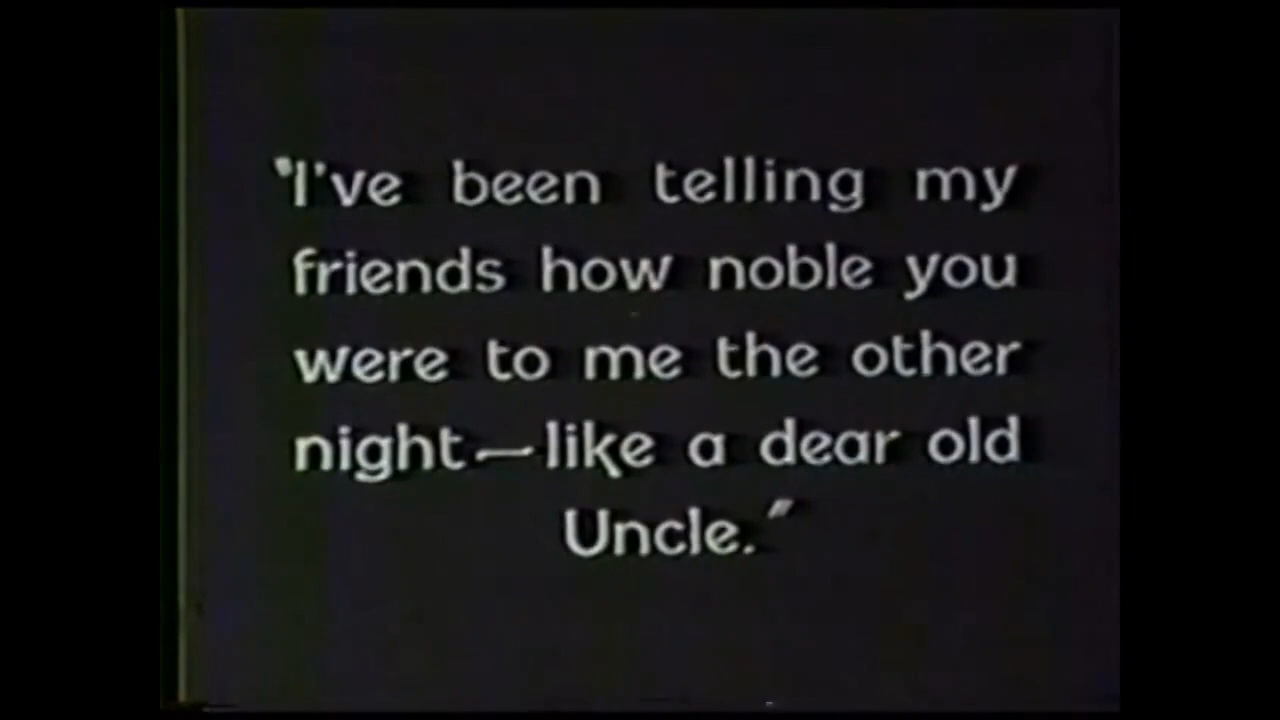 "I've been telling my
friends how noble you
were to me the other
night—like a dear old
Uncle."